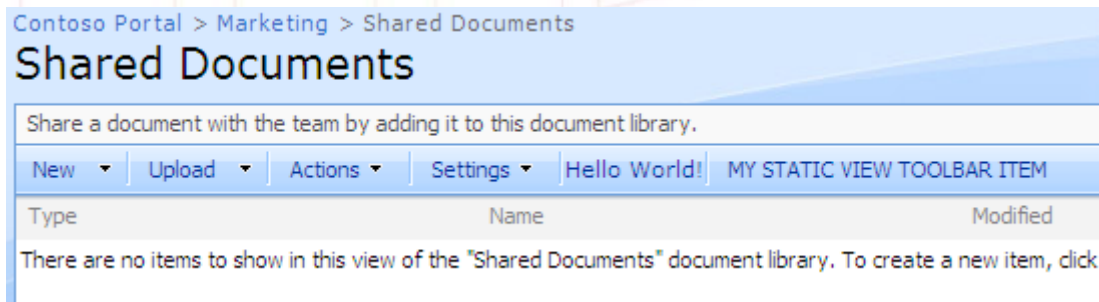 Contoso Portal > Marketing > Shared Documents
Shared Documents
Share a document with the team by adding it to this document library.
New Upload Actions Settings Hello World! MY STATIC VIEW TOOLBAR ITEM
Type Name Modified
There are no items to show in this view of the "Shared Documents" document library. To create a new item, click